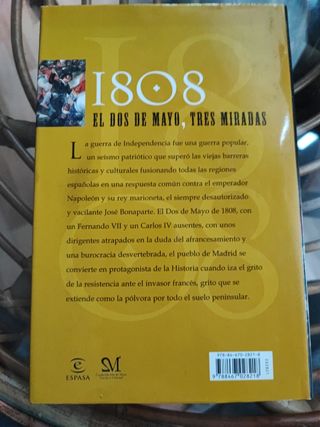 1808
EL DOS DE MAYO, TRES MIRADAS
La guerra de Independencia fue una guerra popular,
un seísmo patriótico que superó las viejas barreras
históricas y culturales fusionando todas las regiones
españolas en una respuesta común contra el emperador
Napoleón y su rey marioneta, el siempre desautorizado
y vacilante José Bonaparte. El Dos de Mayo de 1808, con
un Fernando VII y un Carlos IV ausentes, con unos
dirigentes atrapados en la duda del afrancesamiento y
una burocracia desvertebrada, el pueblo de Madrid se
convierte en protagonista de la Historia cuando iza el grito
de la resistencia ante el invasor francés, grito que se
extiende como la pólvora por todo el suelo peninsular.
ESPASA